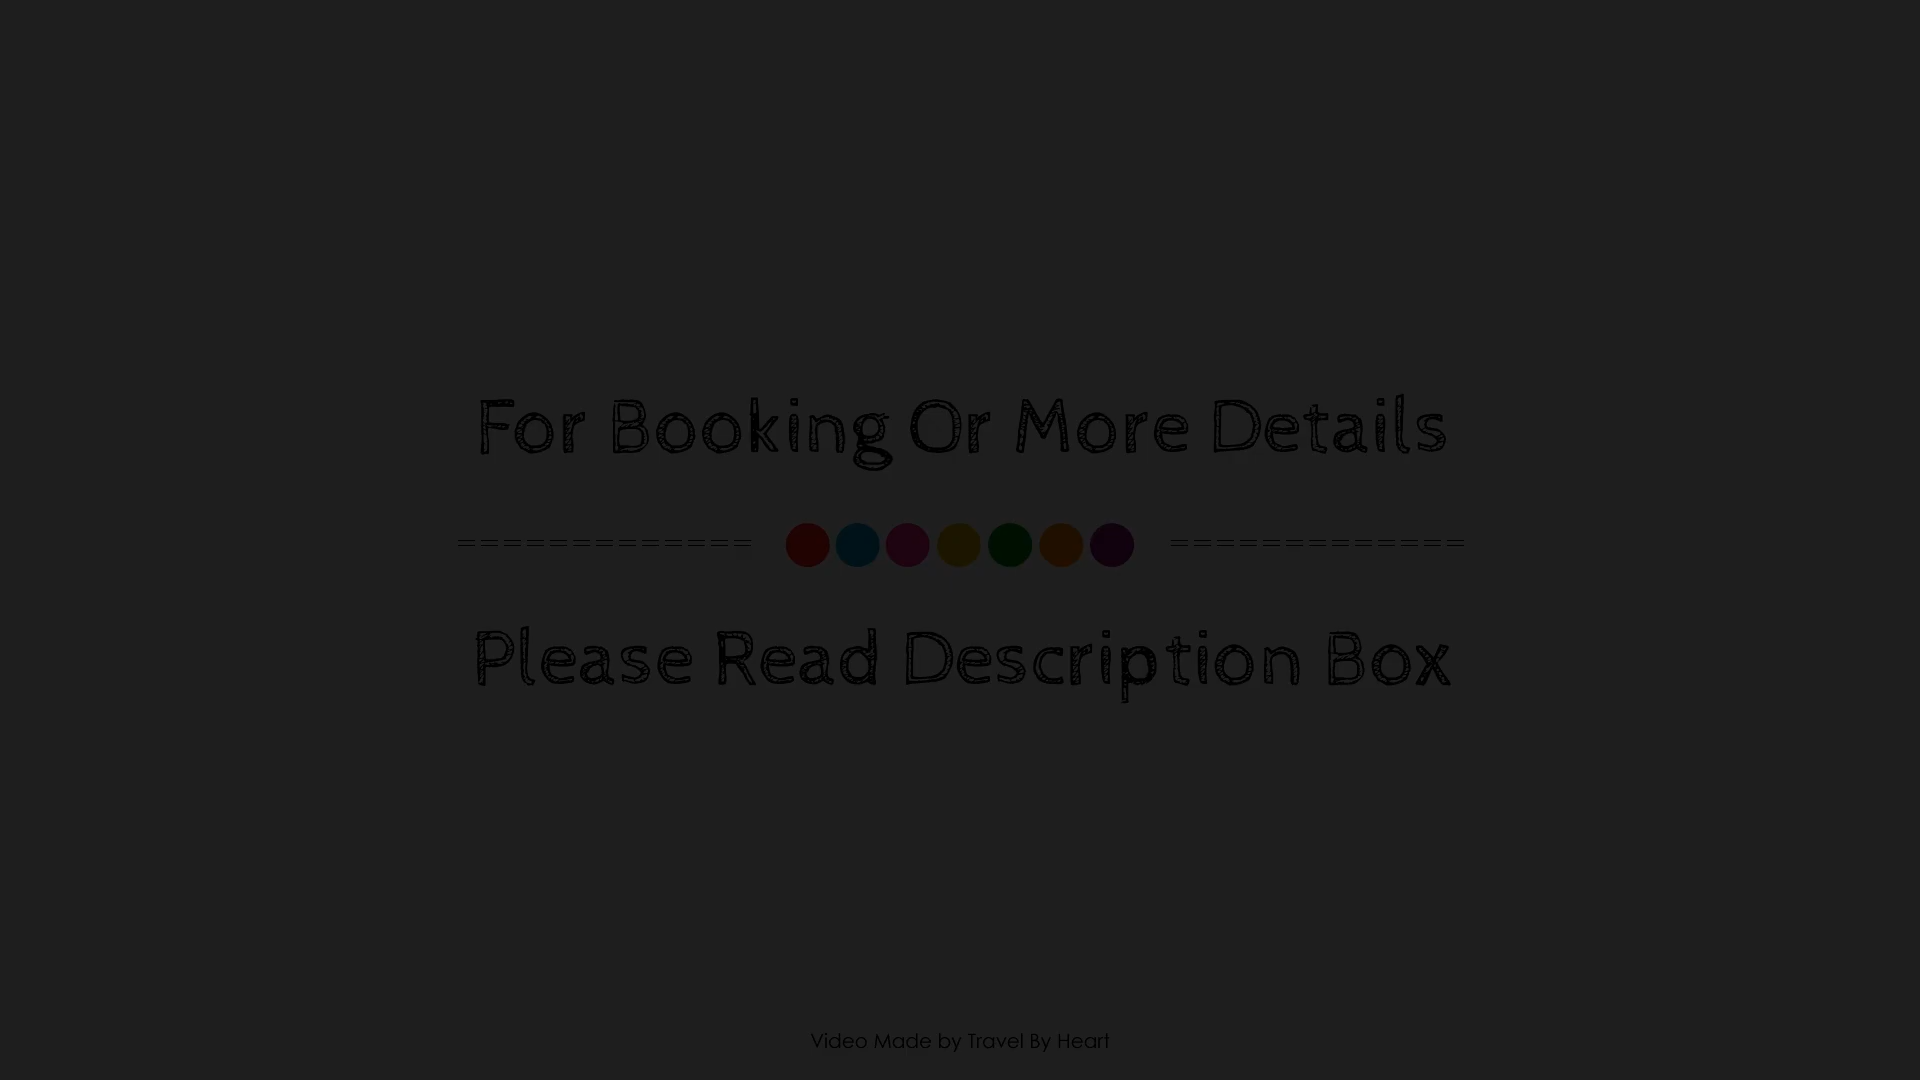 For Booking Or More Details
============= =============
Please Read Description Box
Video Made by Travel By Heart